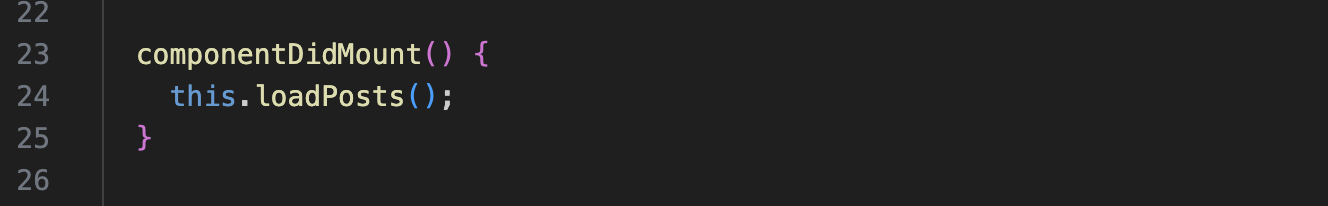 22
23 componentDidMount() {
24 this.loadPosts();
25 }
26